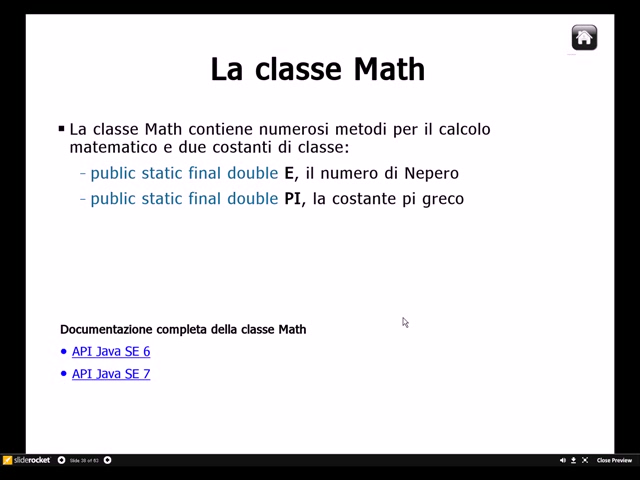 La classe Math
▪ La classe Math contiene numerosi metodi per il calcolo
matematico e due costanti di classe:
– public static final double E, il numero di Nepero
– public static final double PI, la costante pi greco
Documentazione completa della classe Math
• API Java SE 6
• API Java SE 7
sliderocket Slide 38 of 83 Close Preview